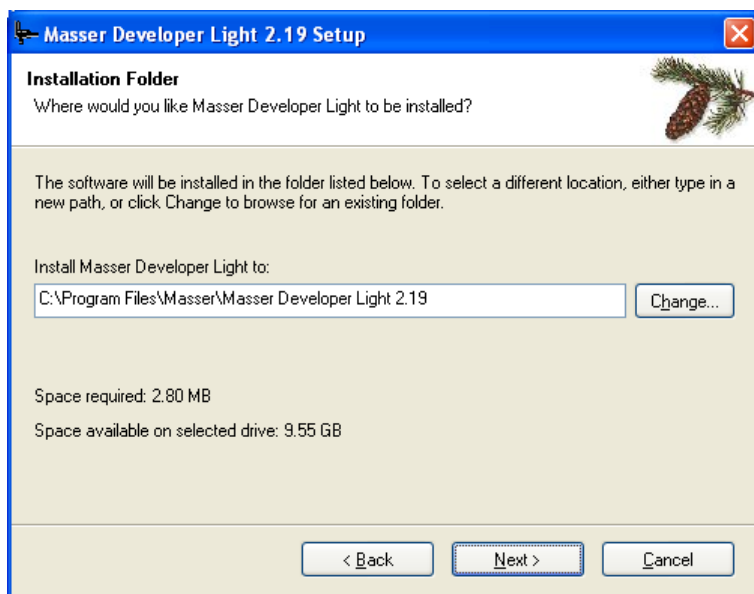 Masser Developer Light 2.19 Setup
Installation Folder
Where would you like Masser Developer Light to be installed?
The software will be installed in the folder listed below. To select a different location, either type in a
new path, or click Change to browse for an existing folder.
Install Masser Developer Light to:
C:\Program Files\Masser\Masser Developer Light 2.19
Change...
Space required: 2.80 MB
Space available on selected drive: 9.55 GB
< Back Next > Cancel